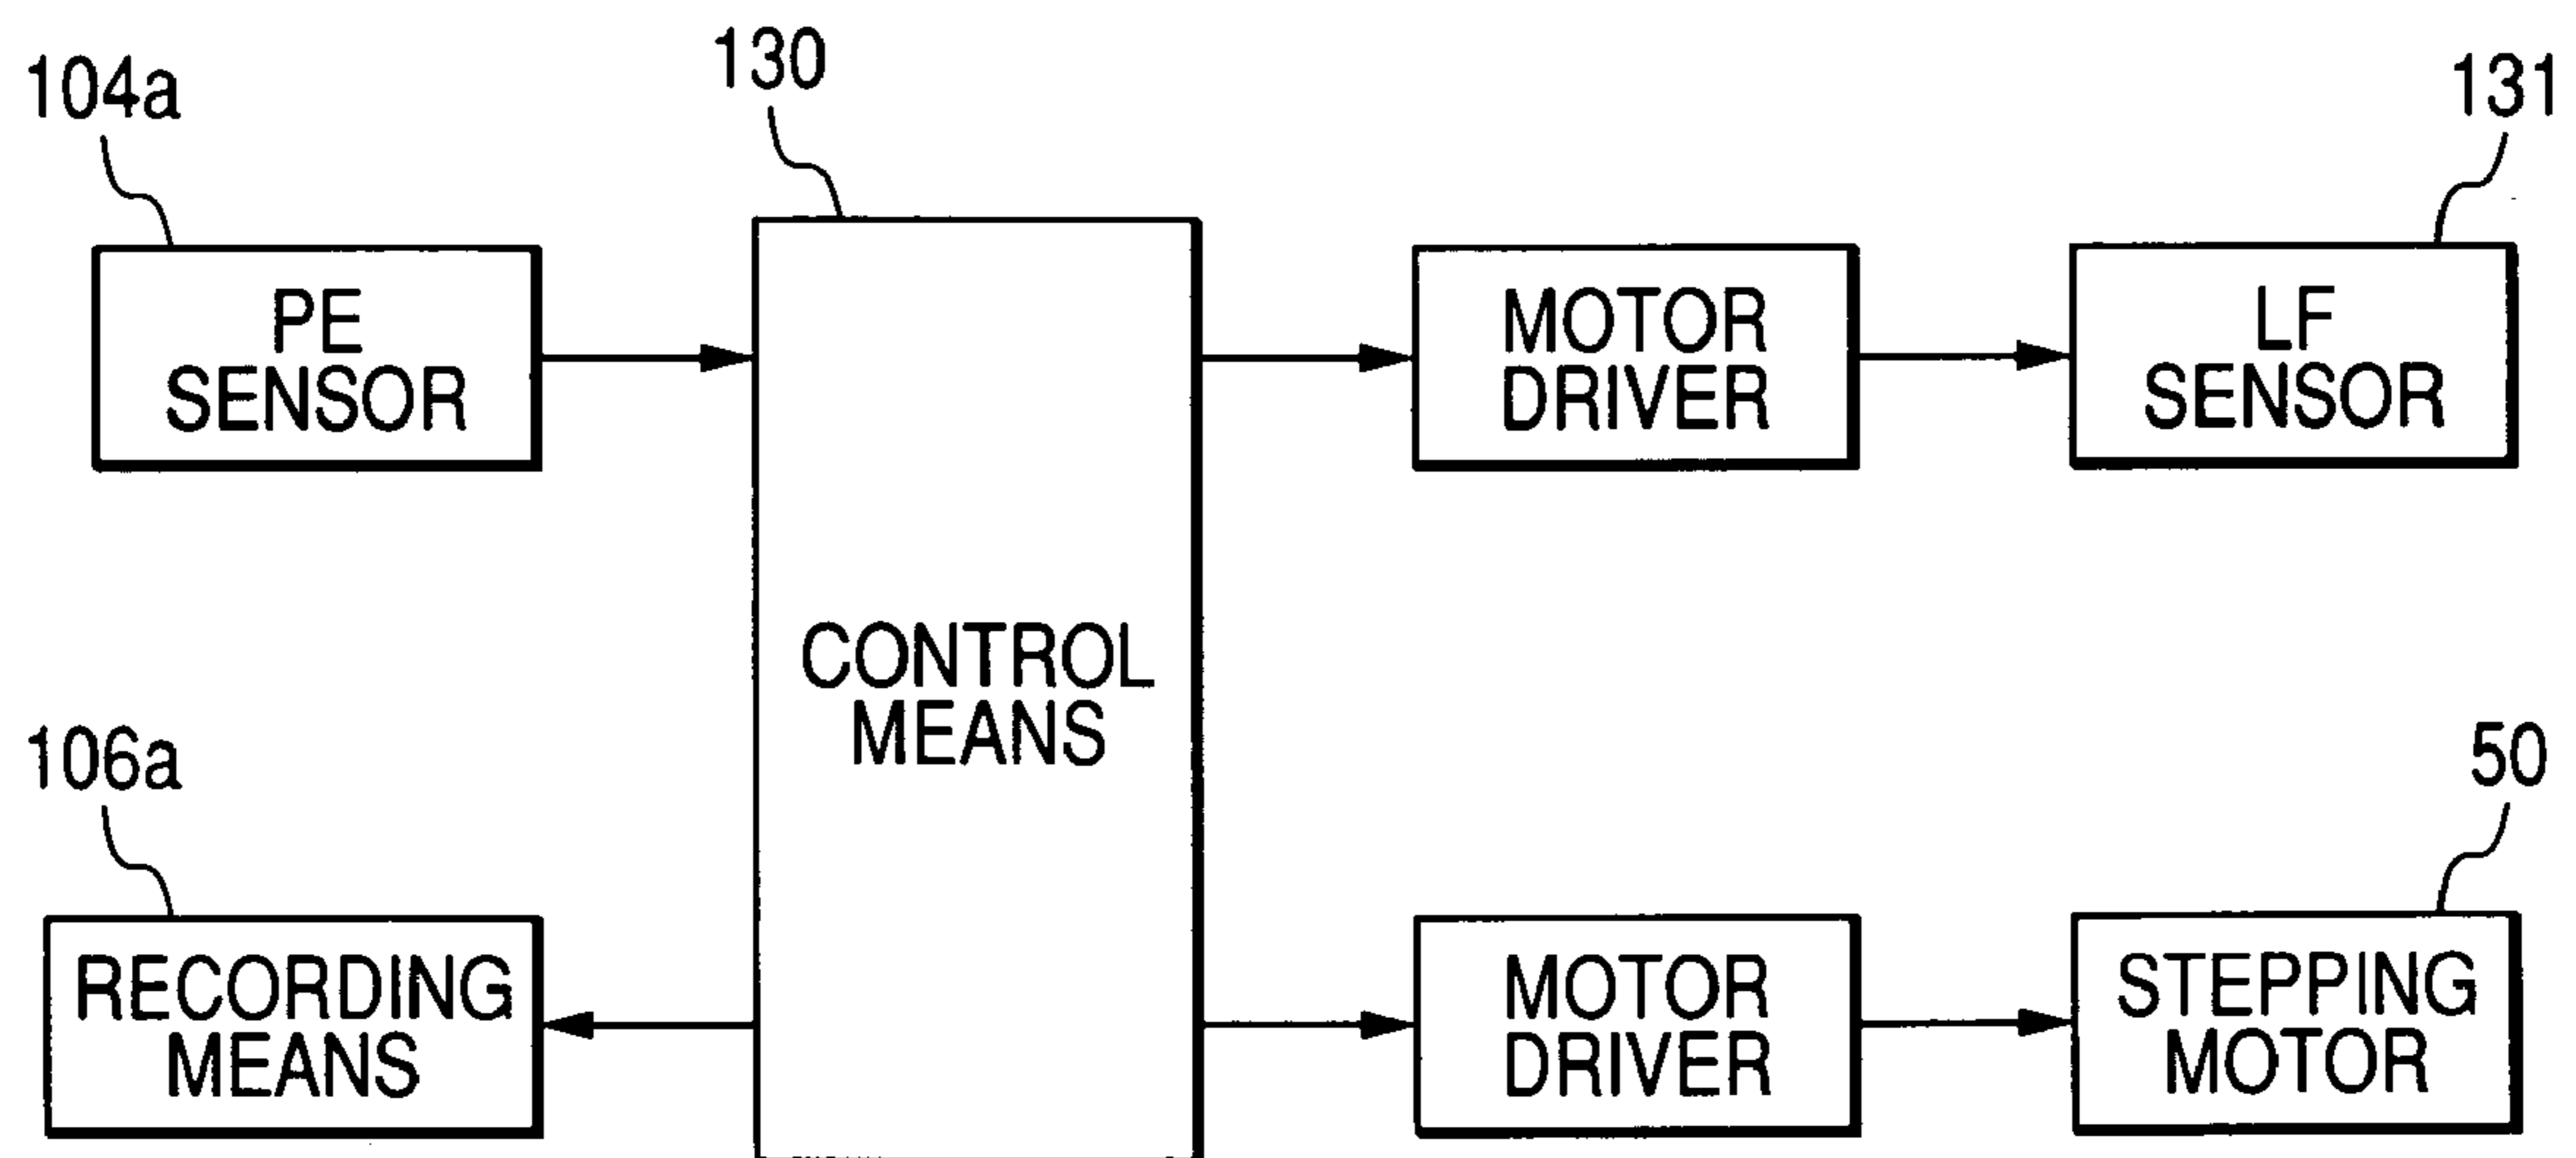 104a
130
131
PE
SENSOR
MOTOR
DRIVER
LF
SENSOR
CONTROL
MEANS
106a
50
RECORDING
MEANS
MOTOR
DRIVER
STEPPING
MOTOR